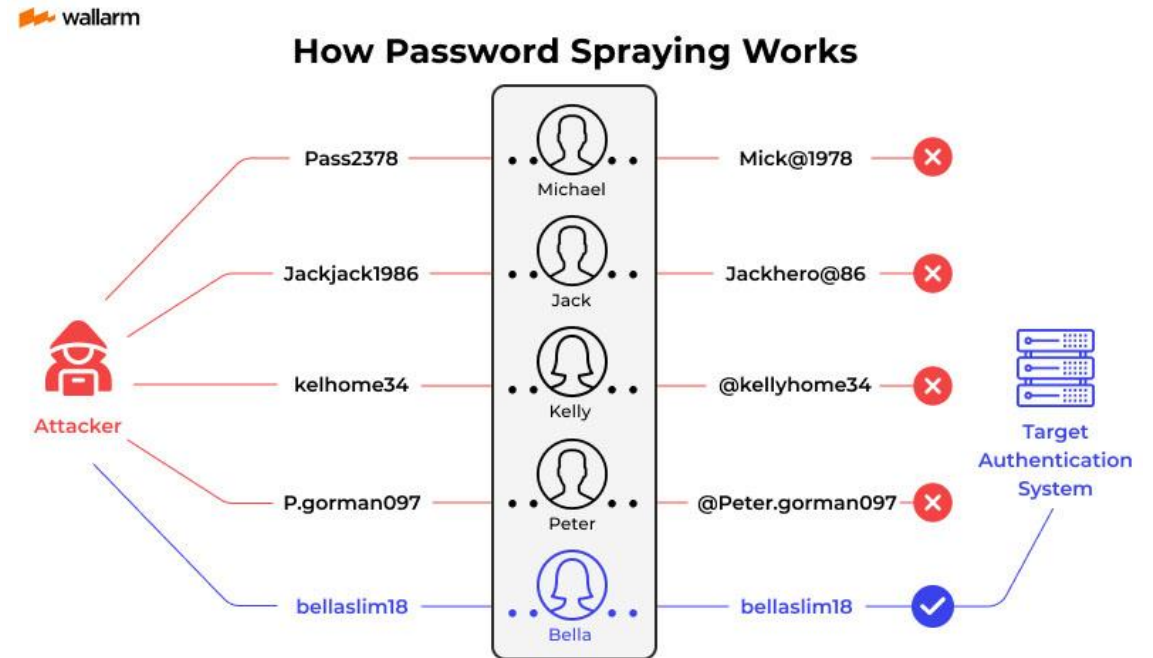 wallarm
How Password Spraying Works
Pass2378
Michael
Mick@1978
Jackjack1986
Jack
Jackhero@86
kelhome34
Kelly
@kellyhome34
Attacker
Target
Authentication
System
P.gorman097
Peter
@Peter.gorman097
bellaslim18
Bella
bellaslim18